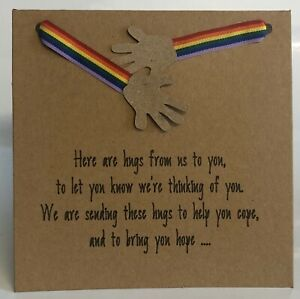 Here are hugs from us to you,
to let you know we're thinking of you.
We are sending these hugs to help you cope,
and to bring you hope ....